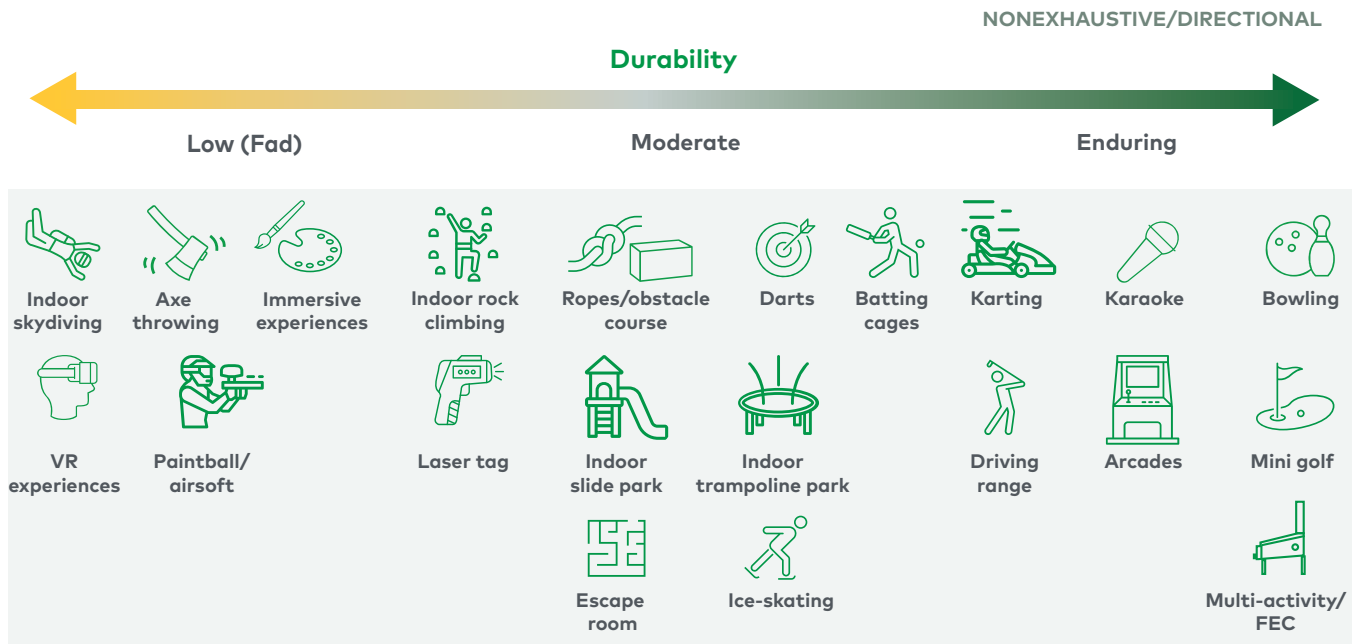 NONEXHAUSTIVE/DIRECTIONAL
Durability
Low (Fad)
Moderate
Enduring
Indoor
skydiving
Axe
throwing
Immersive
experiences
Indoor rock
climbing
Ropes/obstacle
course
Darts
Batting
cages
Karting
Karaoke
Bowling
VR
experiences
Paintball/
airsoft
Laser tag
Indoor
slide park
Indoor
trampoline park
Driving
range
Arcades
Mini golf
Escape
room
Ice-skating
Multi-activity/
FEC